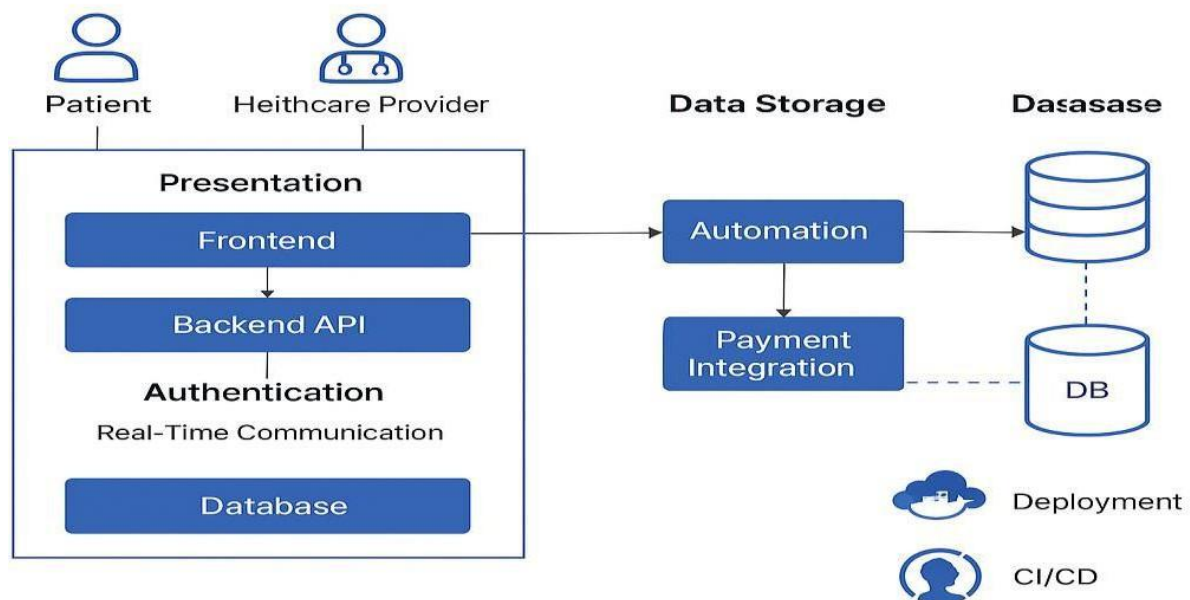 Patient
Heithcare Provider
Data Storage
Dasasase
Presentation
Frontend
Automation
Backend API
Payment
Integration
Authentication
DB
Real-Time Communication
Database
Deployment
CI/CD